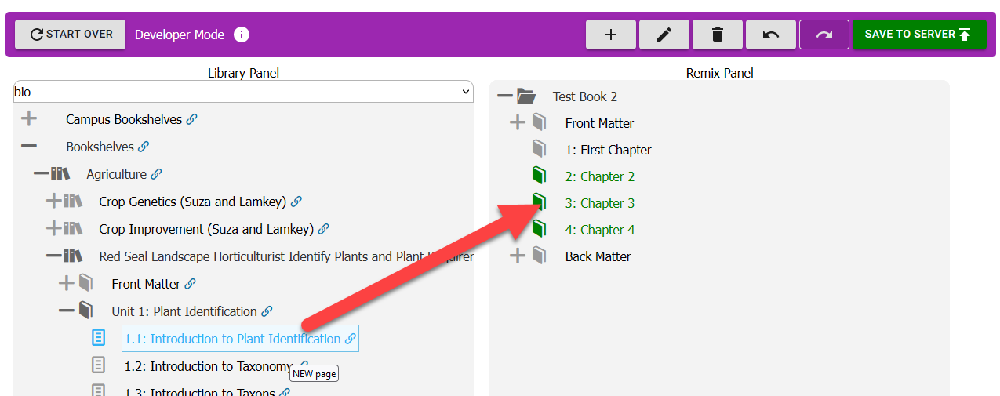 START OVER Developer Mode SAVE TO SERVER
Library Panel
bio
Campus Bookshelves
Bookshelves
Agriculture
Crop Genetics (Suza and Lamkey)
Crop Improvement (Suza and Lamkey)
Red Seal Landscape Horticulturist Identify Plants and Plant
Front Matter
Unit 1: Plant Identification
1.1: Introduction to Plant Identification
1.2: Introduction to Taxonomy
NEW page
1.3: Introduction to Taxons
Remix Panel
Test Book 2
Front Matter
1: First Chapter
2: Chapter 2
3: Chapter 3
4: Chapter 4
Back Matter